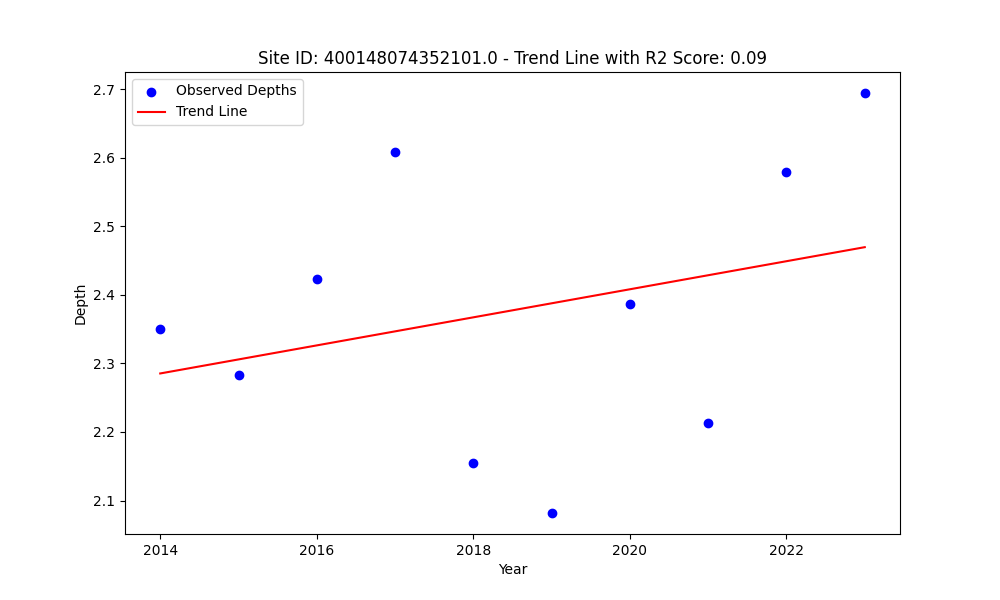 Site ID: 400148074352101.0 - Trend Line with R2 Score: 0.09
Observed Depths
Trend Line
2.7
2.6
2.5
2.4
2.3
2.2
2.1
Depth
2014
2016
2018
2020
2022
Year